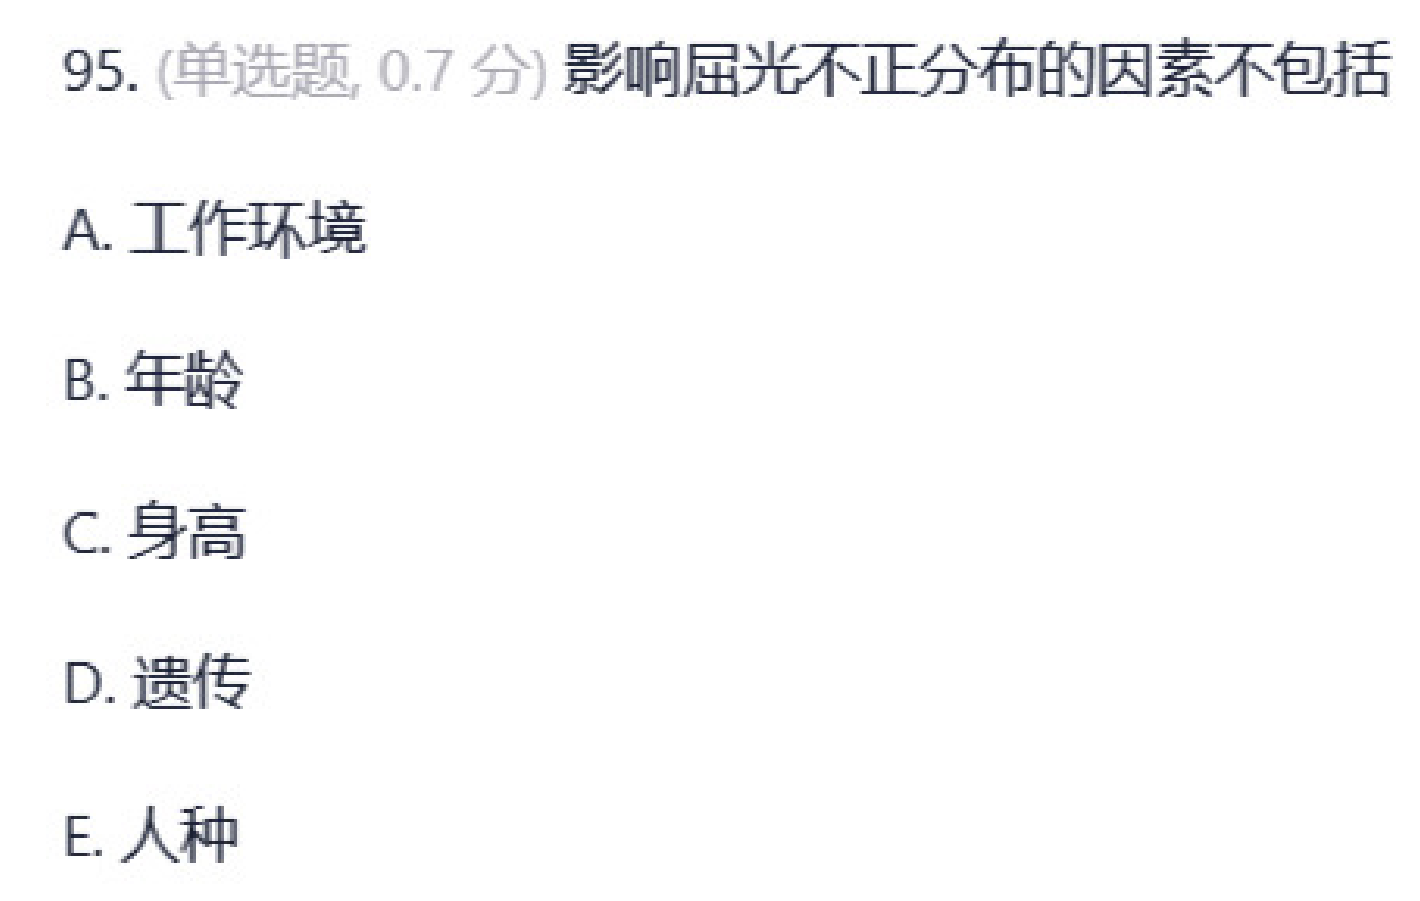 95. (单选题, 0.7 分) 影响屈光不正分布的因素不包括
A. 工作环境
B. 年龄
C. 身高
D. 遗传
E. 人种